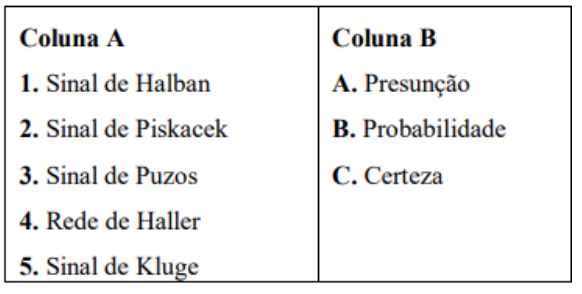 Coluna A
1. Sinal de Halban
2. Sinal de Piskacek
3. Sinal de Puzos
4. Rede de Haller
5. Sinal de Kluge
Coluna B
A. Presunção
B. Probabilidade
C. Certeza